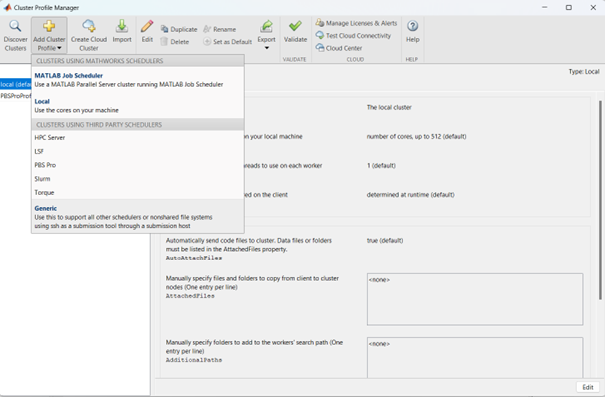 Cluster Profile Manager
Discover Clusters
Add Cluster Profile
Create Cloud Cluster
Import
Edit
Duplicate
Delete
Rename
Set as Default
Export
Validate
Manage Licenses & Alerts
Test Cloud Connectivity
Cloud Center
Help
VALIDATE
CLOUD
HELP
CLUSTERS USING MATHWORKS SCHEDULERS
MATLAB Job Scheduler
Use a MATLAB Parallel Server cluster running MATLAB Job Scheduler
Local
Use the cores on your machine
CLUSTERS USING THIRD PARTY SCHEDULERS
HPC Server
LSF
PBS Pro
Slurm
Torque
Generic
Use this to support all other schedulers or nonshared file systems
using ssh as a submission tool through a submission host
local (defa
PBSProProf
Type: Local
The local cluster
n your local machine
number of cores, up to 512 (default)
reads to use on each worker
1 (default)
ed on the client
determined at runtime (default)
Automatically send code files to cluster. Data files or folders
must be listed in the AttachedFiles property.
AutoAttachFiles
true (default)
Manually specify files and folders to copy from client to cluster
nodes (One entry per line)
AttachedFiles
<none>
Manually specify folders to add to the workers' search path (One
entry per line)
AdditionalPaths
<none>
Edit